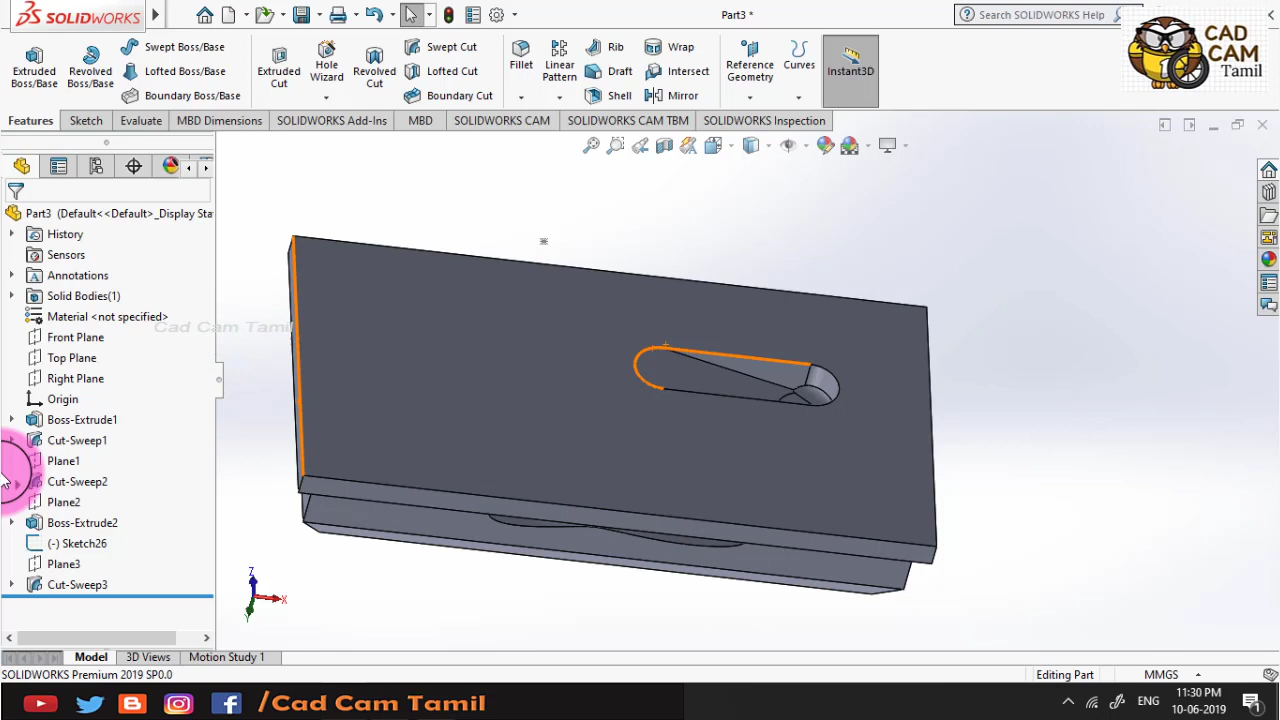 SOLIDWORKS
Part3 *
Search SOLIDWORKS Help
CAD
CAM
Tamil
Extruded Boss/Base
Revolved Boss/Base
Swept Boss/Base
Lofted Boss/Base
Boundary Boss/Base
Extruded Cut
Hole Wizard
Revolved Cut
Swept Cut
Lofted Cut
Boundary Cut
Fillet
Linear Pattern
Rib
Draft
Shell
Wrap
Intersect
Mirror
Reference Geometry
Curves
Instant3D
Features
Sketch
Evaluate
MBD Dimensions
SOLIDWORKS Add-Ins
MBD
SOLIDWORKS CAM
SOLIDWORKS CAM TBM
SOLIDWORKS Inspection
Part3 (Default<<Default>_Display Sta
History
Sensors
Annotations
Solid Bodies(1)
Material <not specified>
Cad Cam Tamil
Front Plane
Top Plane
Right Plane
Origin
Boss-Extrude1
Cut-Sweep1
Plane1
Cut-Sweep2
Plane2
Boss-Extrude2
(-) Sketch26
Plane3
Cut-Sweep3
Z
X
Y
Model
3D Views
Motion Study 1
SOLIDWORKS Premium 2019 SP0.0
Editing Part
MMGS
/Cad Cam Tamil
ENG
11:30 PM
10-06-2019